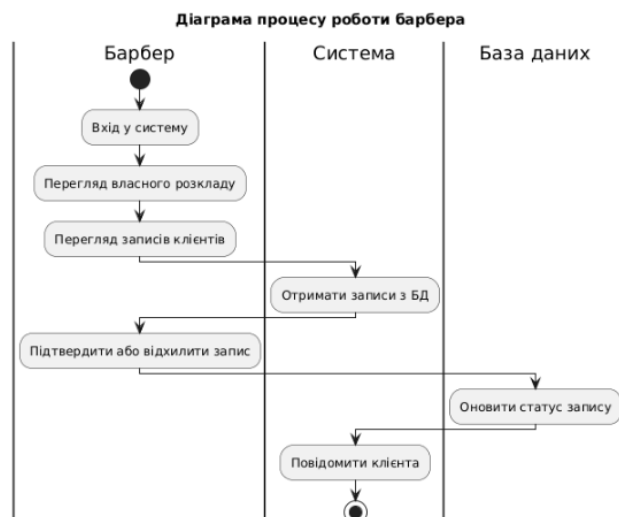 Діаграма процесу роботи барбера
Барбер
Система
База даних
Вхід у систему
Перегляд власного розкладу
Перегляд записів клієнтів
Отримати записи з БД
Підтвердити або відхилити запис
Оновити статус запису
Повідомити клієнта